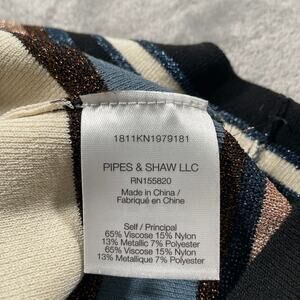 1811KN1979181
PIPES & SHAW LLC
RN155820
Made in China /
Fabriqué en Chine
Self / Principal
65% Viscose 15% Nylon
13% Metallic 7% Polyester
65% Viscose 15% Nylon
13% Metallique 7% Polyester